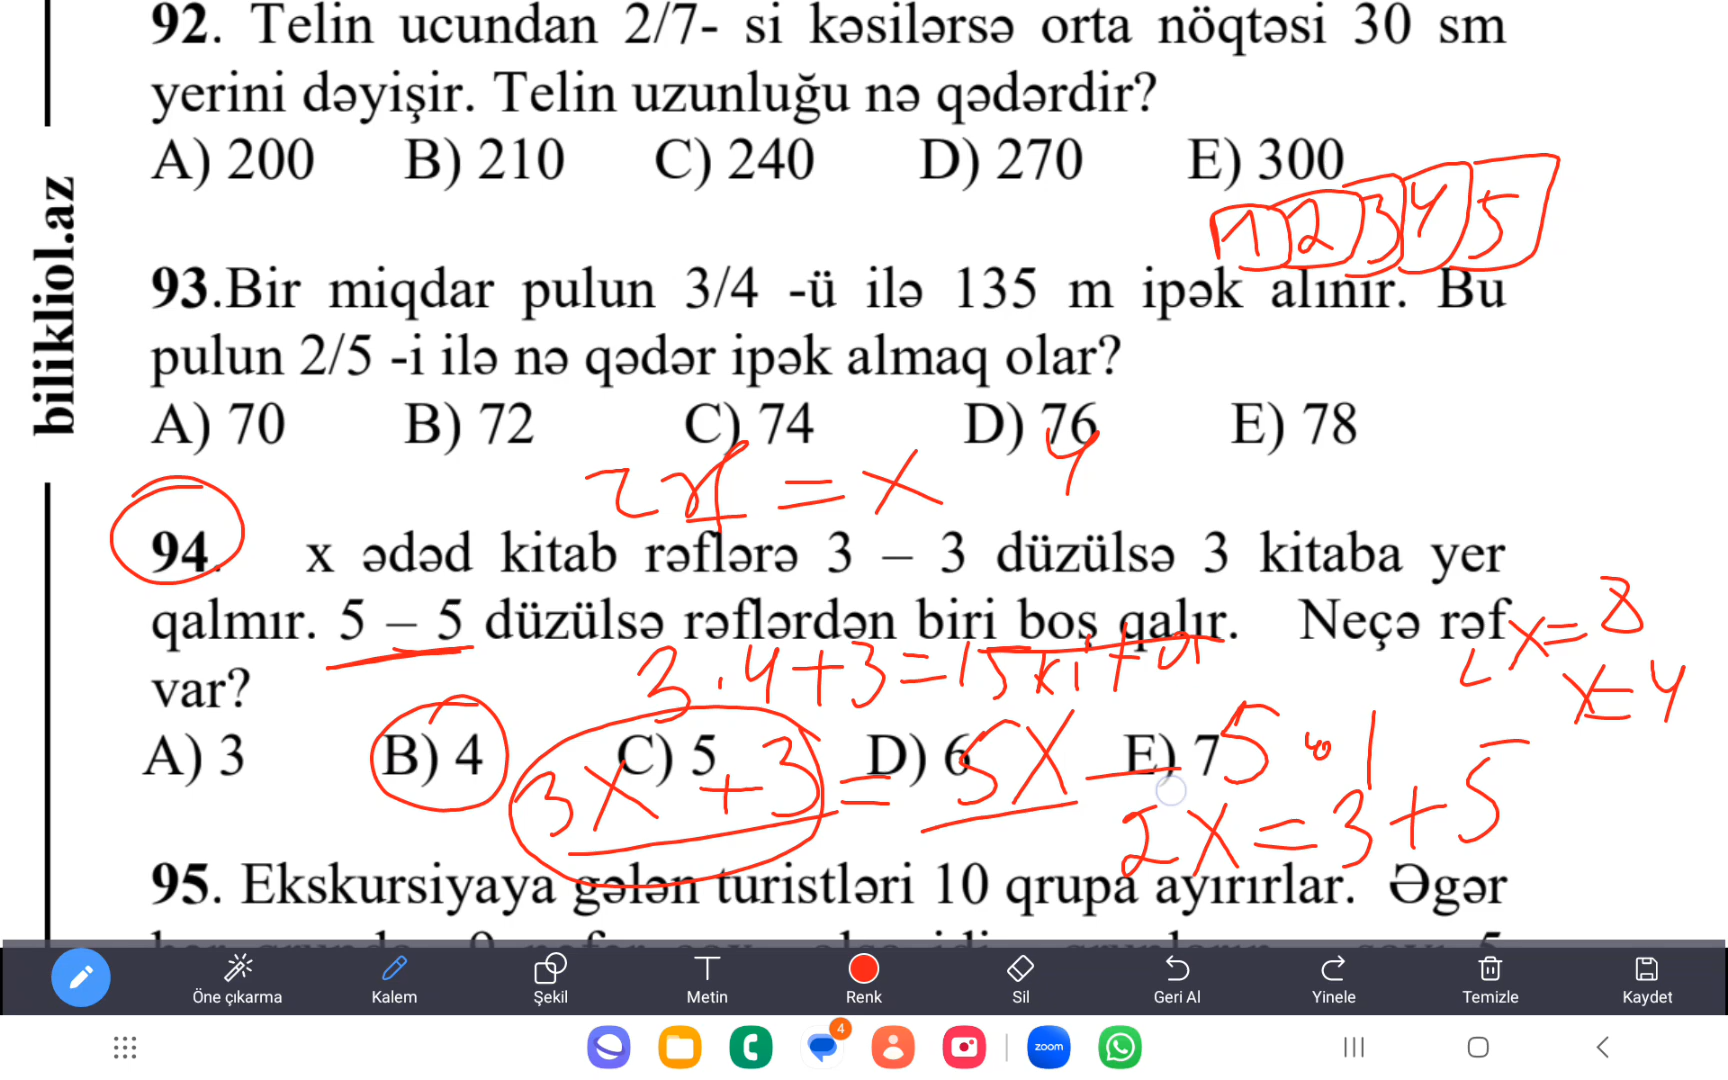 92. Telin ucundan 2/7- si kəsilərsə orta nöqtəsi 30 sm
yerini dəyişir. Telin uzunluğu nə qədərdir?
A) 200 B) 210 C) 240 D) 270 E) 300
1 2 3 4 5
93.Bir miqdar pulun 3/4 -ü ilə 135 m ipək alınır. Bu
pulun 2/5 -i ilə nə qədər ipək almaq olar?
A) 70 B) 72 C) 74 D) 76 E) 78
= x 4
94. x ədəd kitab rəflərə 3 – 3 düzülsə 3 kitaba yer
qalmır. 5 – 5 düzülsə rəflərdən biri boş qalır. Neçə rəf
x = 8
x = 4
var?
3 . 4 + 3 = 15 kitab
A) 3 B) 4 C) 5 D) 6 E) 7
3x + 3 = 5x – 5 . 1
2x = 3 + 5
95. Ekskursiyaya gələn turistləri 10 qrupa ayırırlar. Əgər
bilikliol.az
Öne çıkarma Kalem Şekil Metin Renk Sil Geri Al Yinele Temizle Kaydet
4
zoom